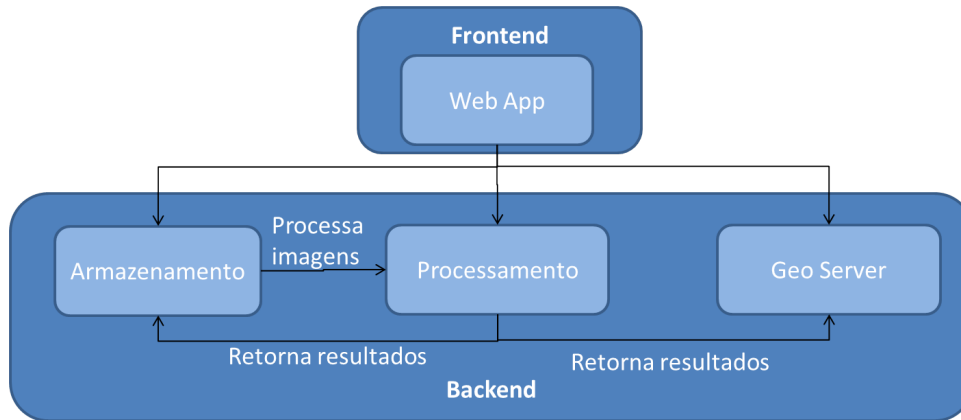 Frontend
Web App
Processa
imagens
Armazenamento
Processamento
Geo Server
Retorna resultados
Retorna resultados
Backend